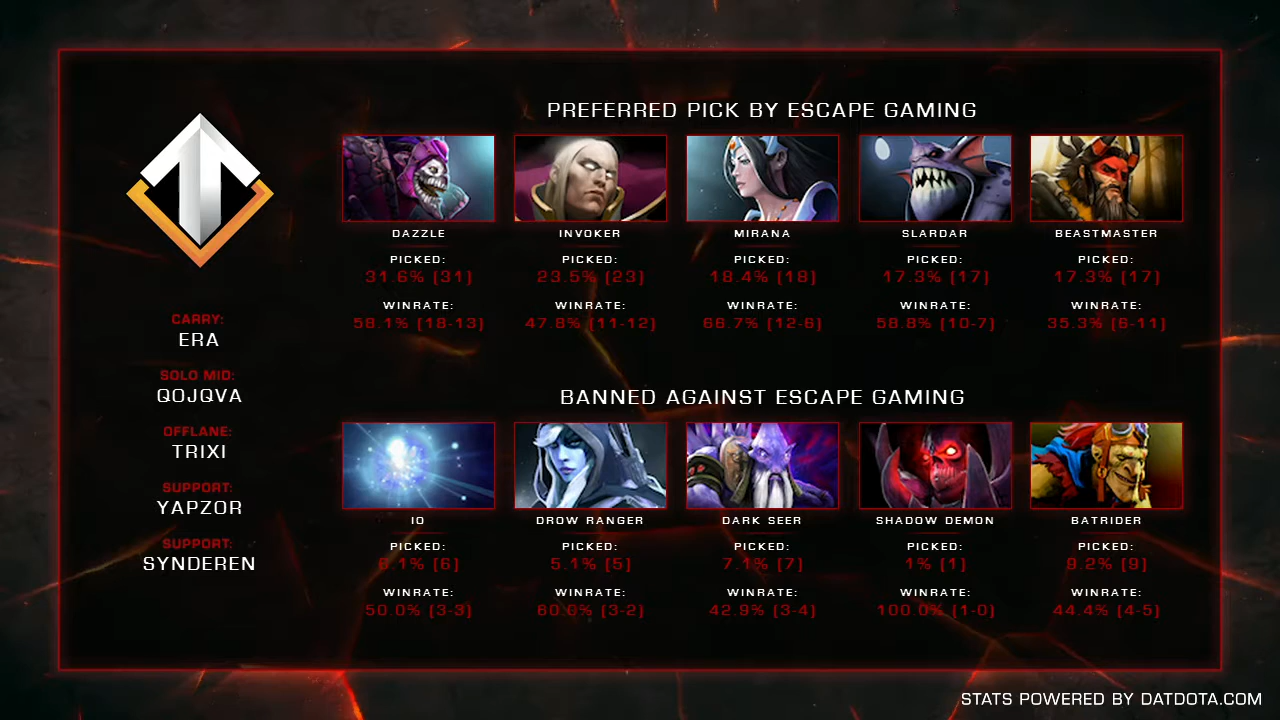 PREFERRED PICK BY ESCAPE GAMING
DAZZLE INVOKER MIRANA SLARDAR BEASTMASTER
PICKED: PICKED: PICKED: PICKED: PICKED:
31.6% (31) 23.5% (23) 18.4% (18) 17.3% (17) 17.3% (17)
WINRATE: WINRATE: WINRATE: WINRATE: WINRATE:
58.1% (18-13) 47.8% (11-12) 66.7% (12-6) 58.8% (10-7) 35.3% (6-11)
CARRY:
ERA
SOLO MID:
QOJQVA
OFFLANE:
TRIXI
SUPPORT:
YAPZOR
SUPPORT:
SYNDEREN
BANNED AGAINST ESCAPE GAMING
IO DROW RANGER DARK SEER SHADOW DEMON BATRIDER
PICKED: PICKED: PICKED: PICKED: PICKED:
6.1% (6) 5.1% (5) 7.1% (7) 1% (1) 9.2% (9)
WINRATE: WINRATE: WINRATE: WINRATE: WINRATE:
50.0% (3-3) 60.0% (3-2) 42.9% (3-4) 100.0% (1-0) 44.4% (4-5)
STATS POWERED BY DATDOTA.COM